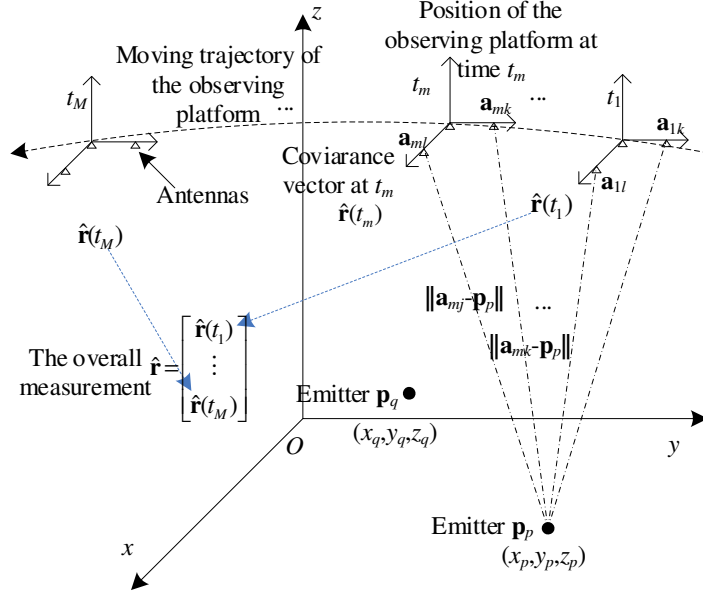 z
Position of the
observing platform at
time t_m
Moving trajectory of
the observing
platform
...
t_M
t_m
...
t_1
a_mk
a_1k
a_ml
a_1l
Antennas
Coviarance
vector at t_m
r̂(t_m)
r̂(t_1)
r̂(t_M)
‖a_mj-p_p‖
...
‖a_mk-p_p‖
The overall
measurement
r̂ =
r̂(t_1)
⋮
r̂(t_M)
Emitter p_q
(x_q,y_q,z_q)
O
y
x
Emitter p_p
(x_p,y_p,z_p)